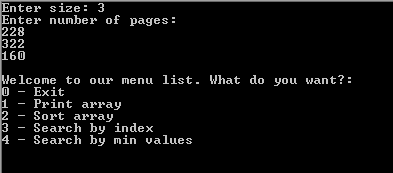 Enter size: 3
Enter number of pages:
228
322
160
Welcome to our menu list. What do you want?:
0 - Exit
1 - Print array
2 - Sort array
3 - Search by index
4 - Search by min values